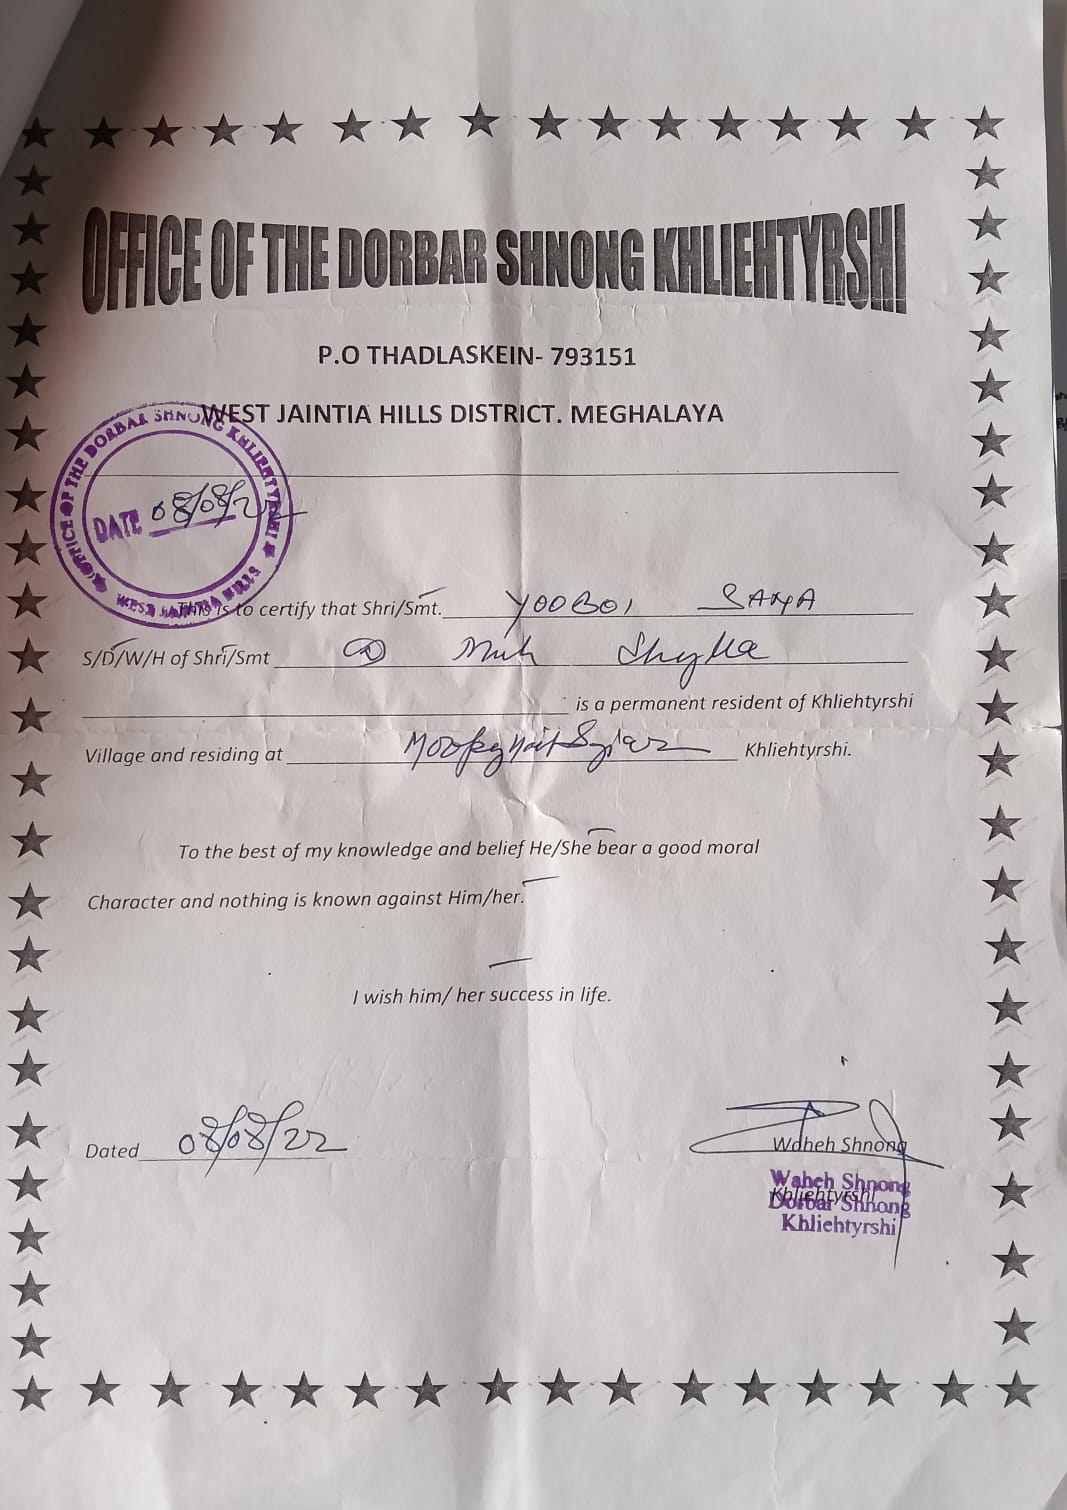 OFFICE OF THE DORBAR SHNONG KHLIEHTYRSHI
P.O THADLASKEIN- 793151
WEST JAINTIA HILLS DISTRICT. MEGHALAYA
OFFICE OF THE DORBAR SHNONG KHLIEHTYRSHI
DATE 08/08/22
WEST JAINTIA HILLS
This is to certify that Shri/Smt. YOOBOI
S/D/W/H of Shri/Smt Shylla
is a permanent resident of Khliehtyrshi
Village and residing at Khliehtyrshi.
To the best of my knowledge and belief He/She bear a good moral
Character and nothing is known against Him/her.
I wish him/ her success in life.
Dated 08/08/22
Waheh Shnong
Khliehtyrshi
Waheh Shnong
Dorbar Shnong
Khliehtyrshi